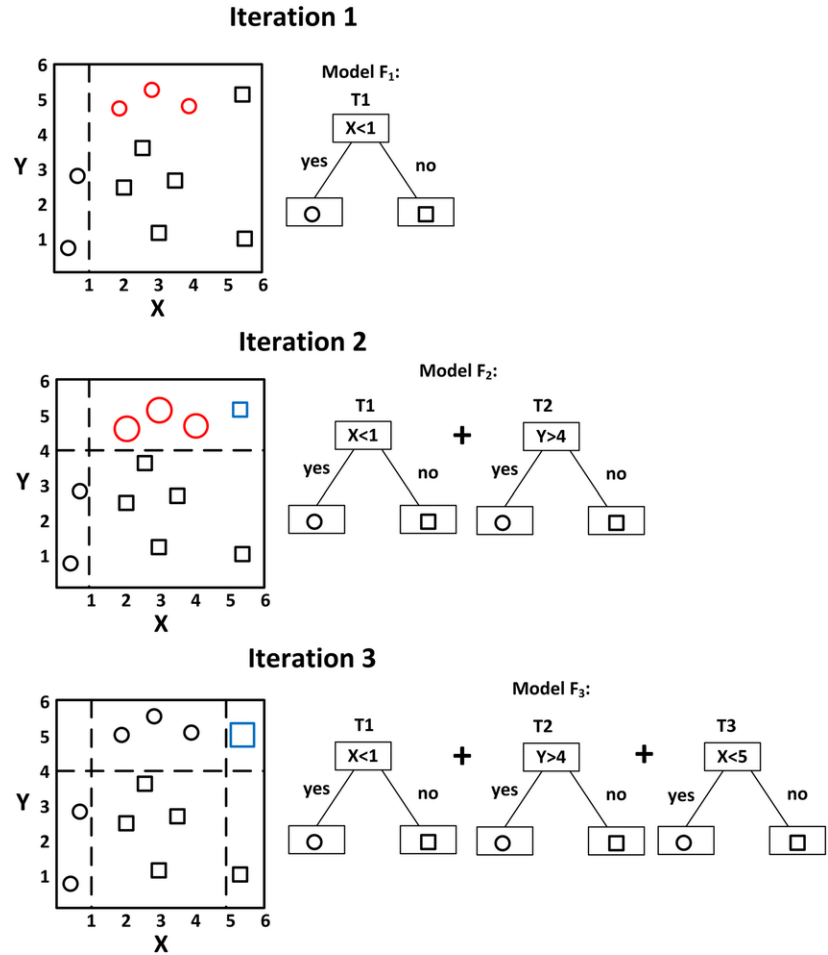 Iteration 1
6
5
4
Y 3
2
1
1 2 3 4 5 6
X
Model F₁:
T1
X<1
yes no
Iteration 2
6
5
4
Y 3
2
1
1 2 3 4 5 6
X
Model F₂:
T1 T2
X<1 + Y>4
yes no yes no
Iteration 3
6
5
4
Y 3
2
1
1 2 3 4 5 6
X
Model F₃:
T1 T2 T3
X<1 + Y>4 + X<5
yes no yes no yes no